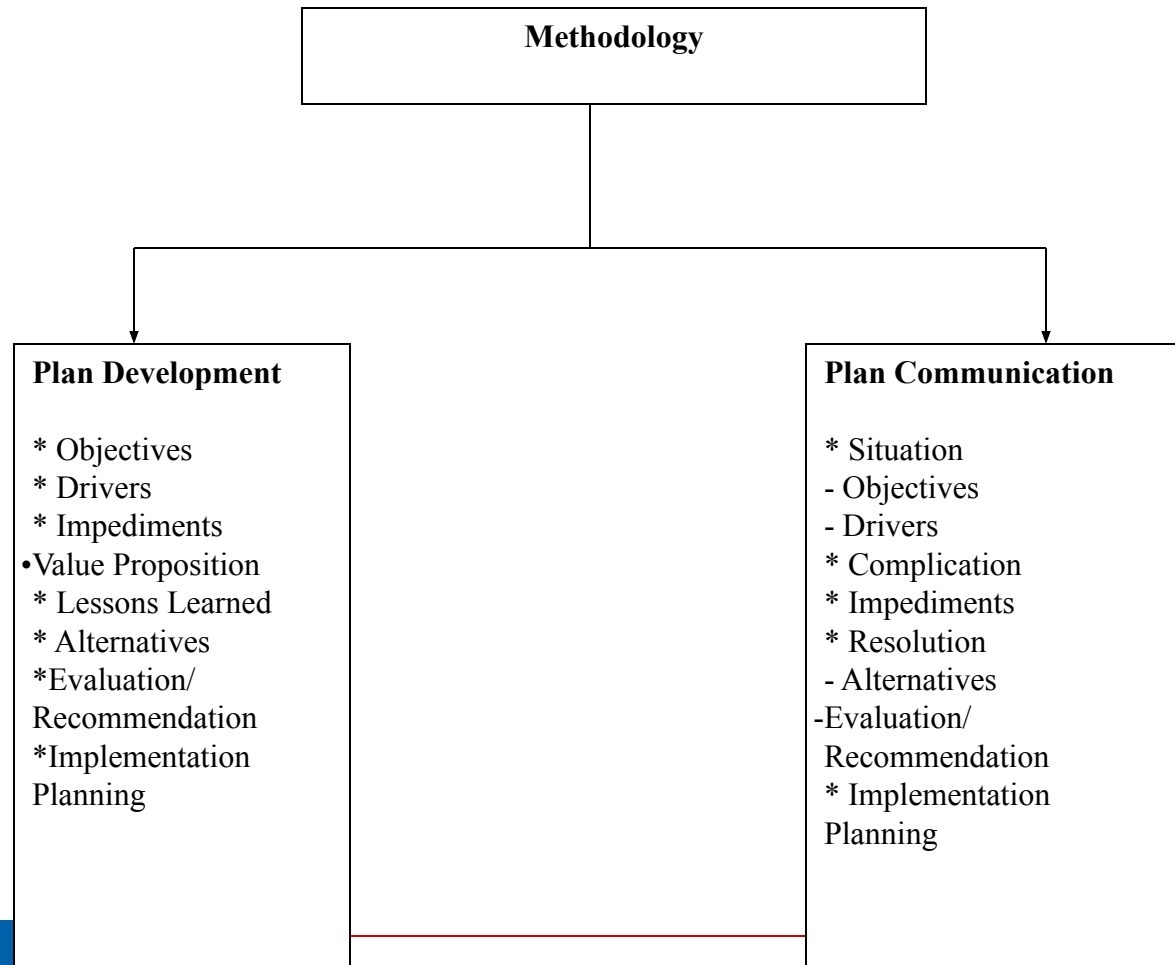 Methodology
Plan Development
* Objectives
* Drivers
* Impediments
•Value Proposition
* Lessons Learned
* Alternatives
*Evaluation/
Recommendation
*Implementation
Planning
Plan Communication
* Situation
- Objectives
- Drivers
* Complication
* Impediments
* Resolution
- Alternatives
-Evaluation/
Recommendation
* Implementation
Planning